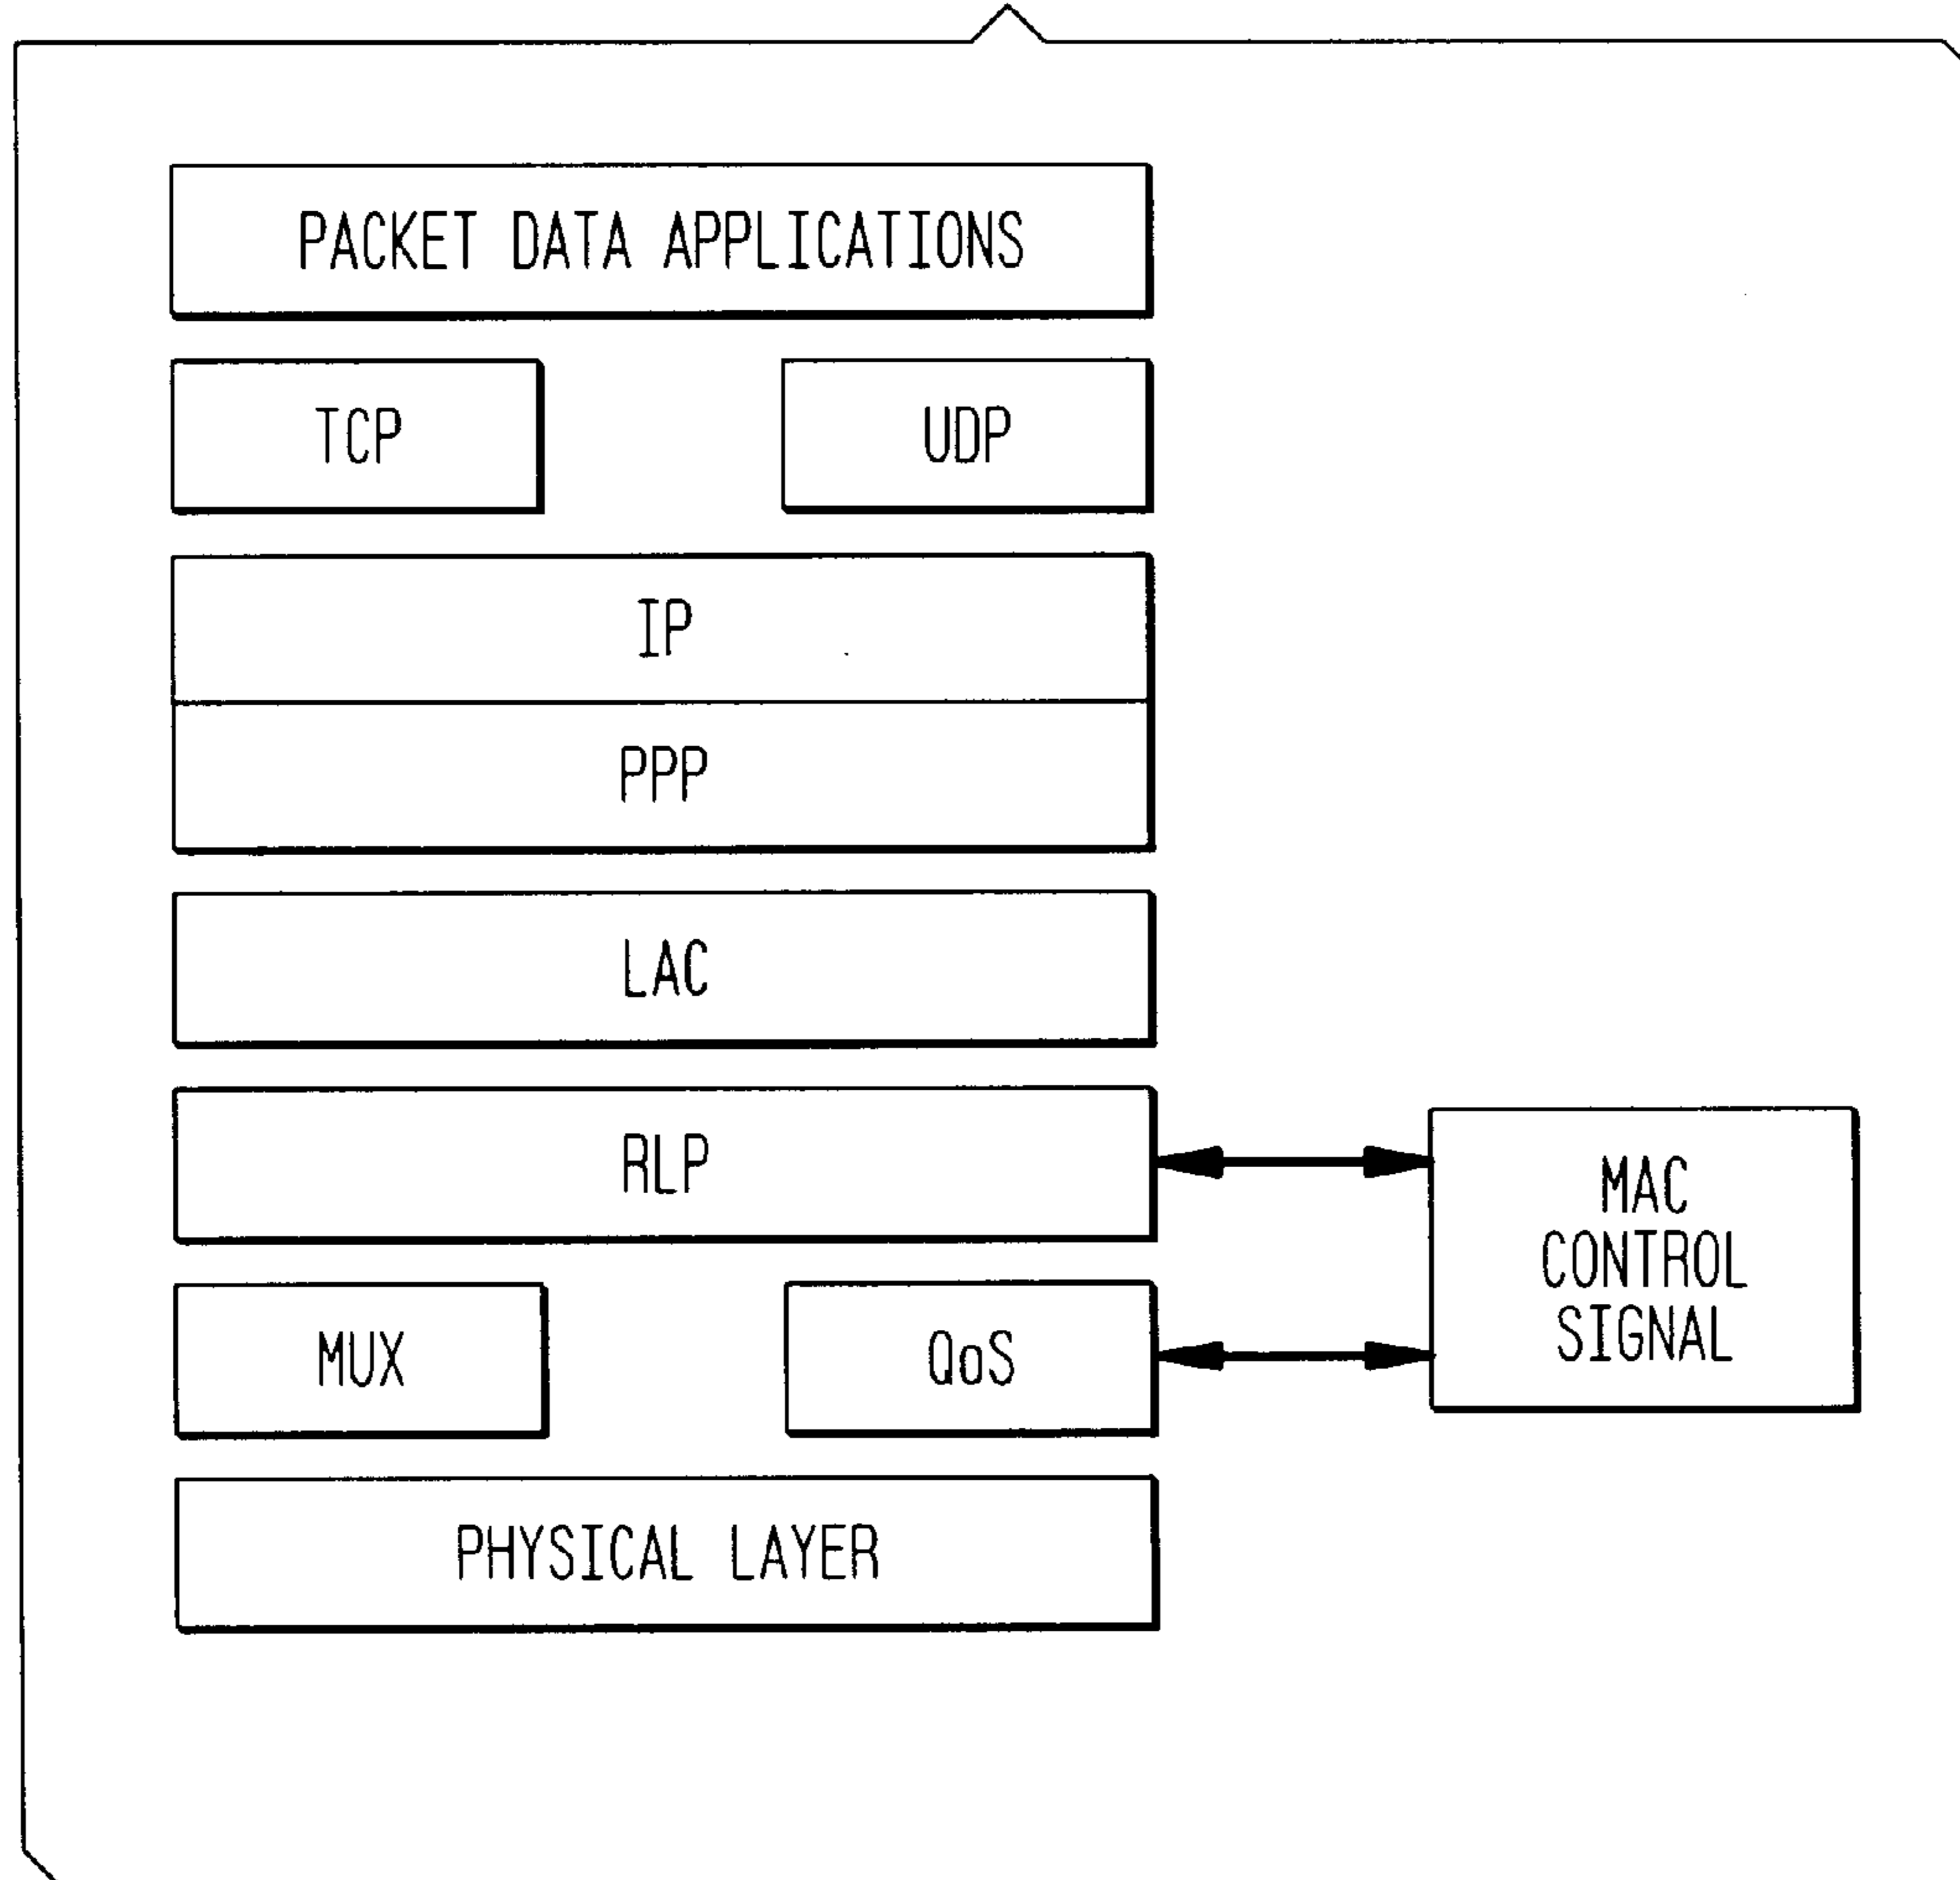 PACKET DATA APPLICATIONS
TCP
UDP
IP
PPP
LAC
RLP
MAC
CONTROL
SIGNAL
MUX
QoS
PHYSICAL LAYER